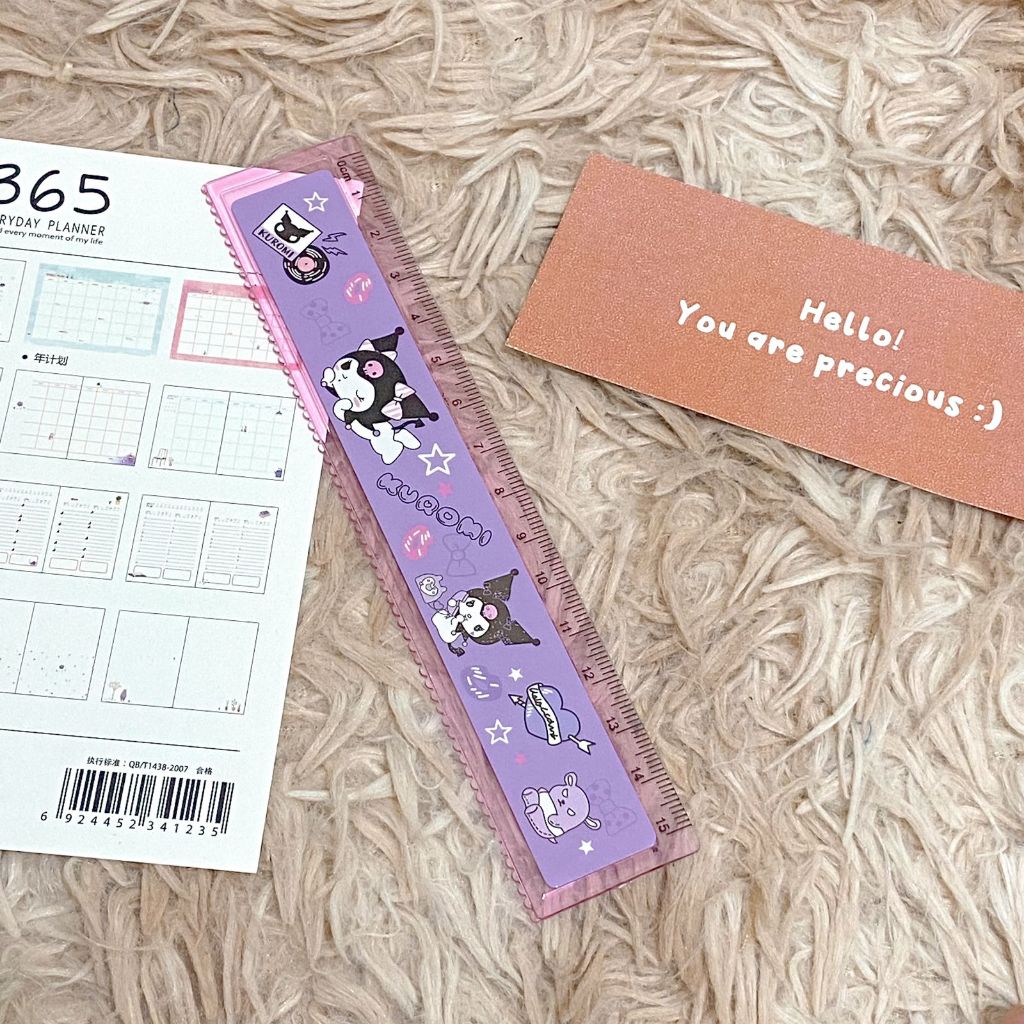 365
RYDAY PLANNER
every moment of my life
• 年计划
执行标准：QB/T1438-2007 合格
6 924452 341235
0cm 1 2 3 4 5 6 7 8 9 10 11 12 13 14 15
KUROMI
KUROMI
Hello!
You are precious :)